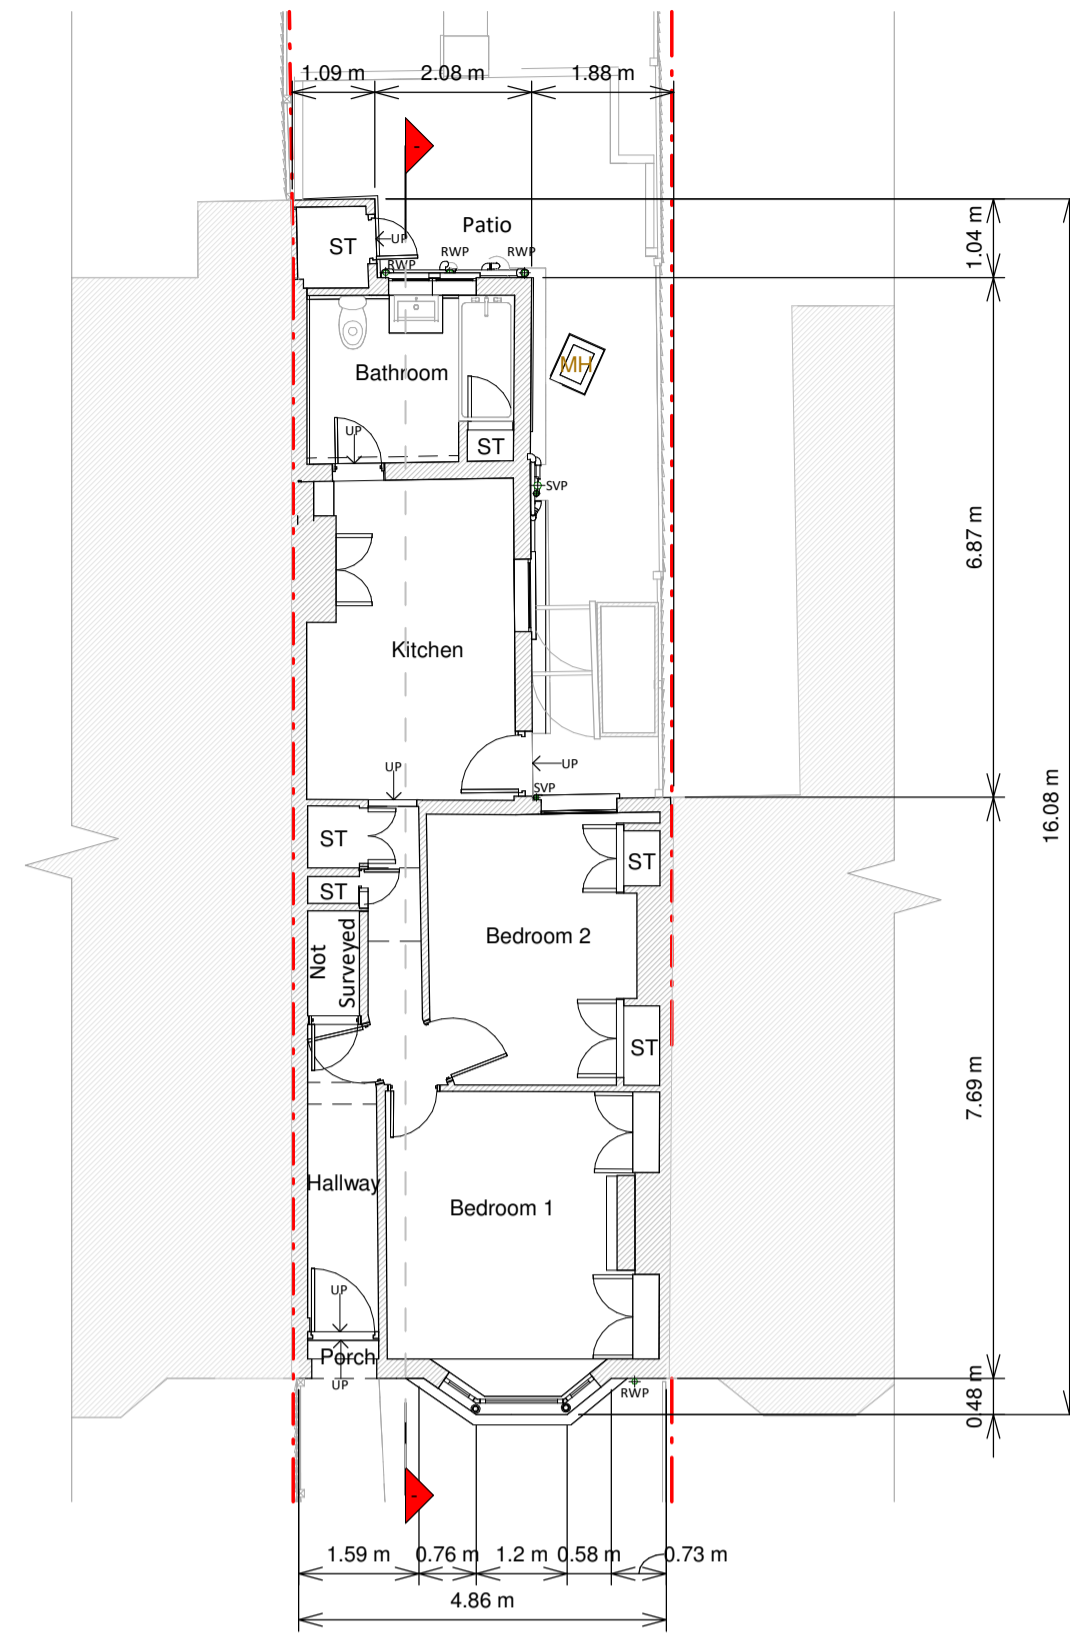 1.09 m
2.08 m
1.88 m
Patio
UP
ST
RWP
RWP
RWP
1.04 m
MH
Bathroom
UP
ST
SVP
6.87 m
Kitchen
UP
UP
SVP
16.08 m
ST
ST
ST
Not
Surveyed
Bedroom 2
ST
7.69 m
Hallway
Bedroom 1
UP
Porch
UP
RWP
0.48 m
-
-
1.59 m
0.76 m
1.2 m
0.58 m
0.73 m
4.86 m